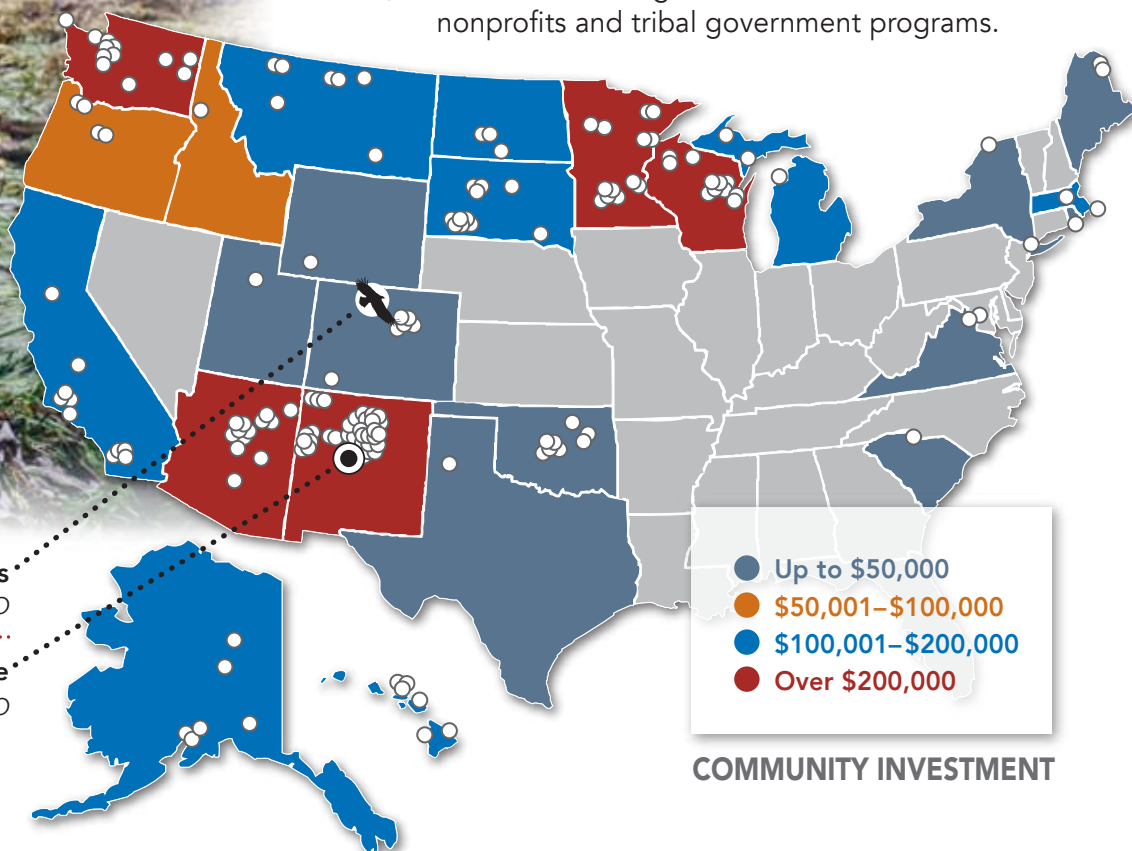 nonprofits and tribal government programs.
s
O
e
O
Up to $50,000
$50,001–$100,000
$100,001–$200,000
Over $200,000
COMMUNITY INVESTMENT